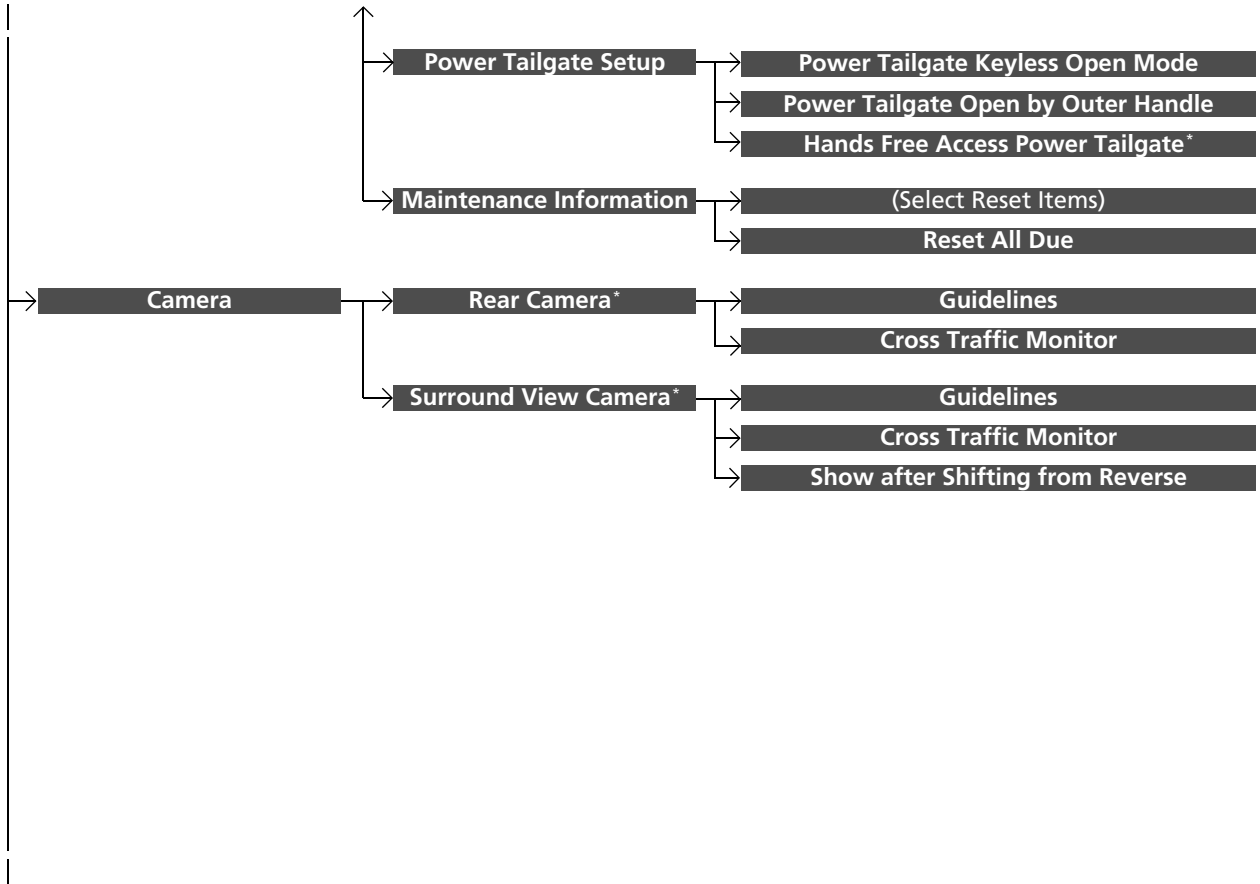 Power Tailgate Setup
Power Tailgate Keyless Open Mode
Power Tailgate Open by Outer Handle
Hands Free Access Power Tailgate*
Maintenance Information
(Select Reset Items)
Reset All Due
Camera
Rear Camera*
Guidelines
Cross Traffic Monitor
Surround View Camera*
Guidelines
Cross Traffic Monitor
Show after Shifting from Reverse